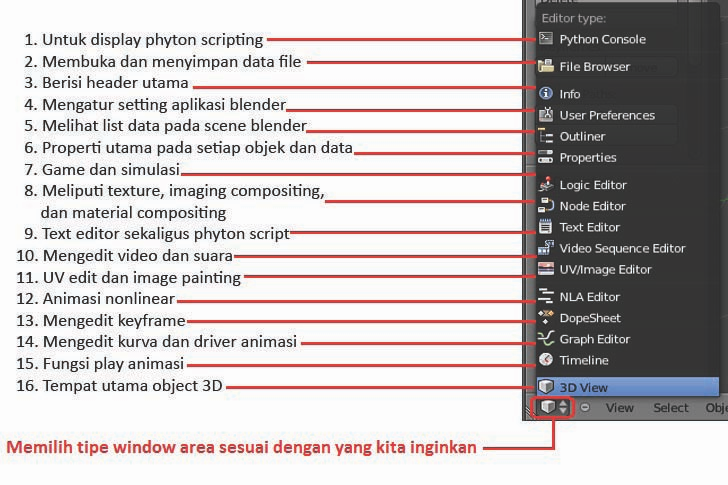 Editor type:
1. Untuk display phyton scripting
Python Console
2. Membuka dan menyimpan data file
File Browser
3. Berisi header utama
Info
4. Mengatur setting aplikasi blender
User Preferences
5. Melihat list data pada scene blender
Outliner
6. Properti utama pada setiap objek dan data
Properties
7. Game dan simulasi
Logic Editor
8. Meliputi texture, imaging compositing,
dan material compositing
Node Editor
9. Text editor sekaligus phyton script
Text Editor
10. Mengedit video dan suara
Video Sequence Editor
11. UV edit dan image painting
UV/Image Editor
12. Animasi nonlinear
NLA Editor
13. Mengedit keyframe
DopeSheet
14. Mengedit kurva dan driver animasi
Graph Editor
15. Fungsi play animasi
Timeline
16. Tempat utama object 3D
3D View
View Select Obje
Memilih tipe window area sesuai dengan yang kita inginkan